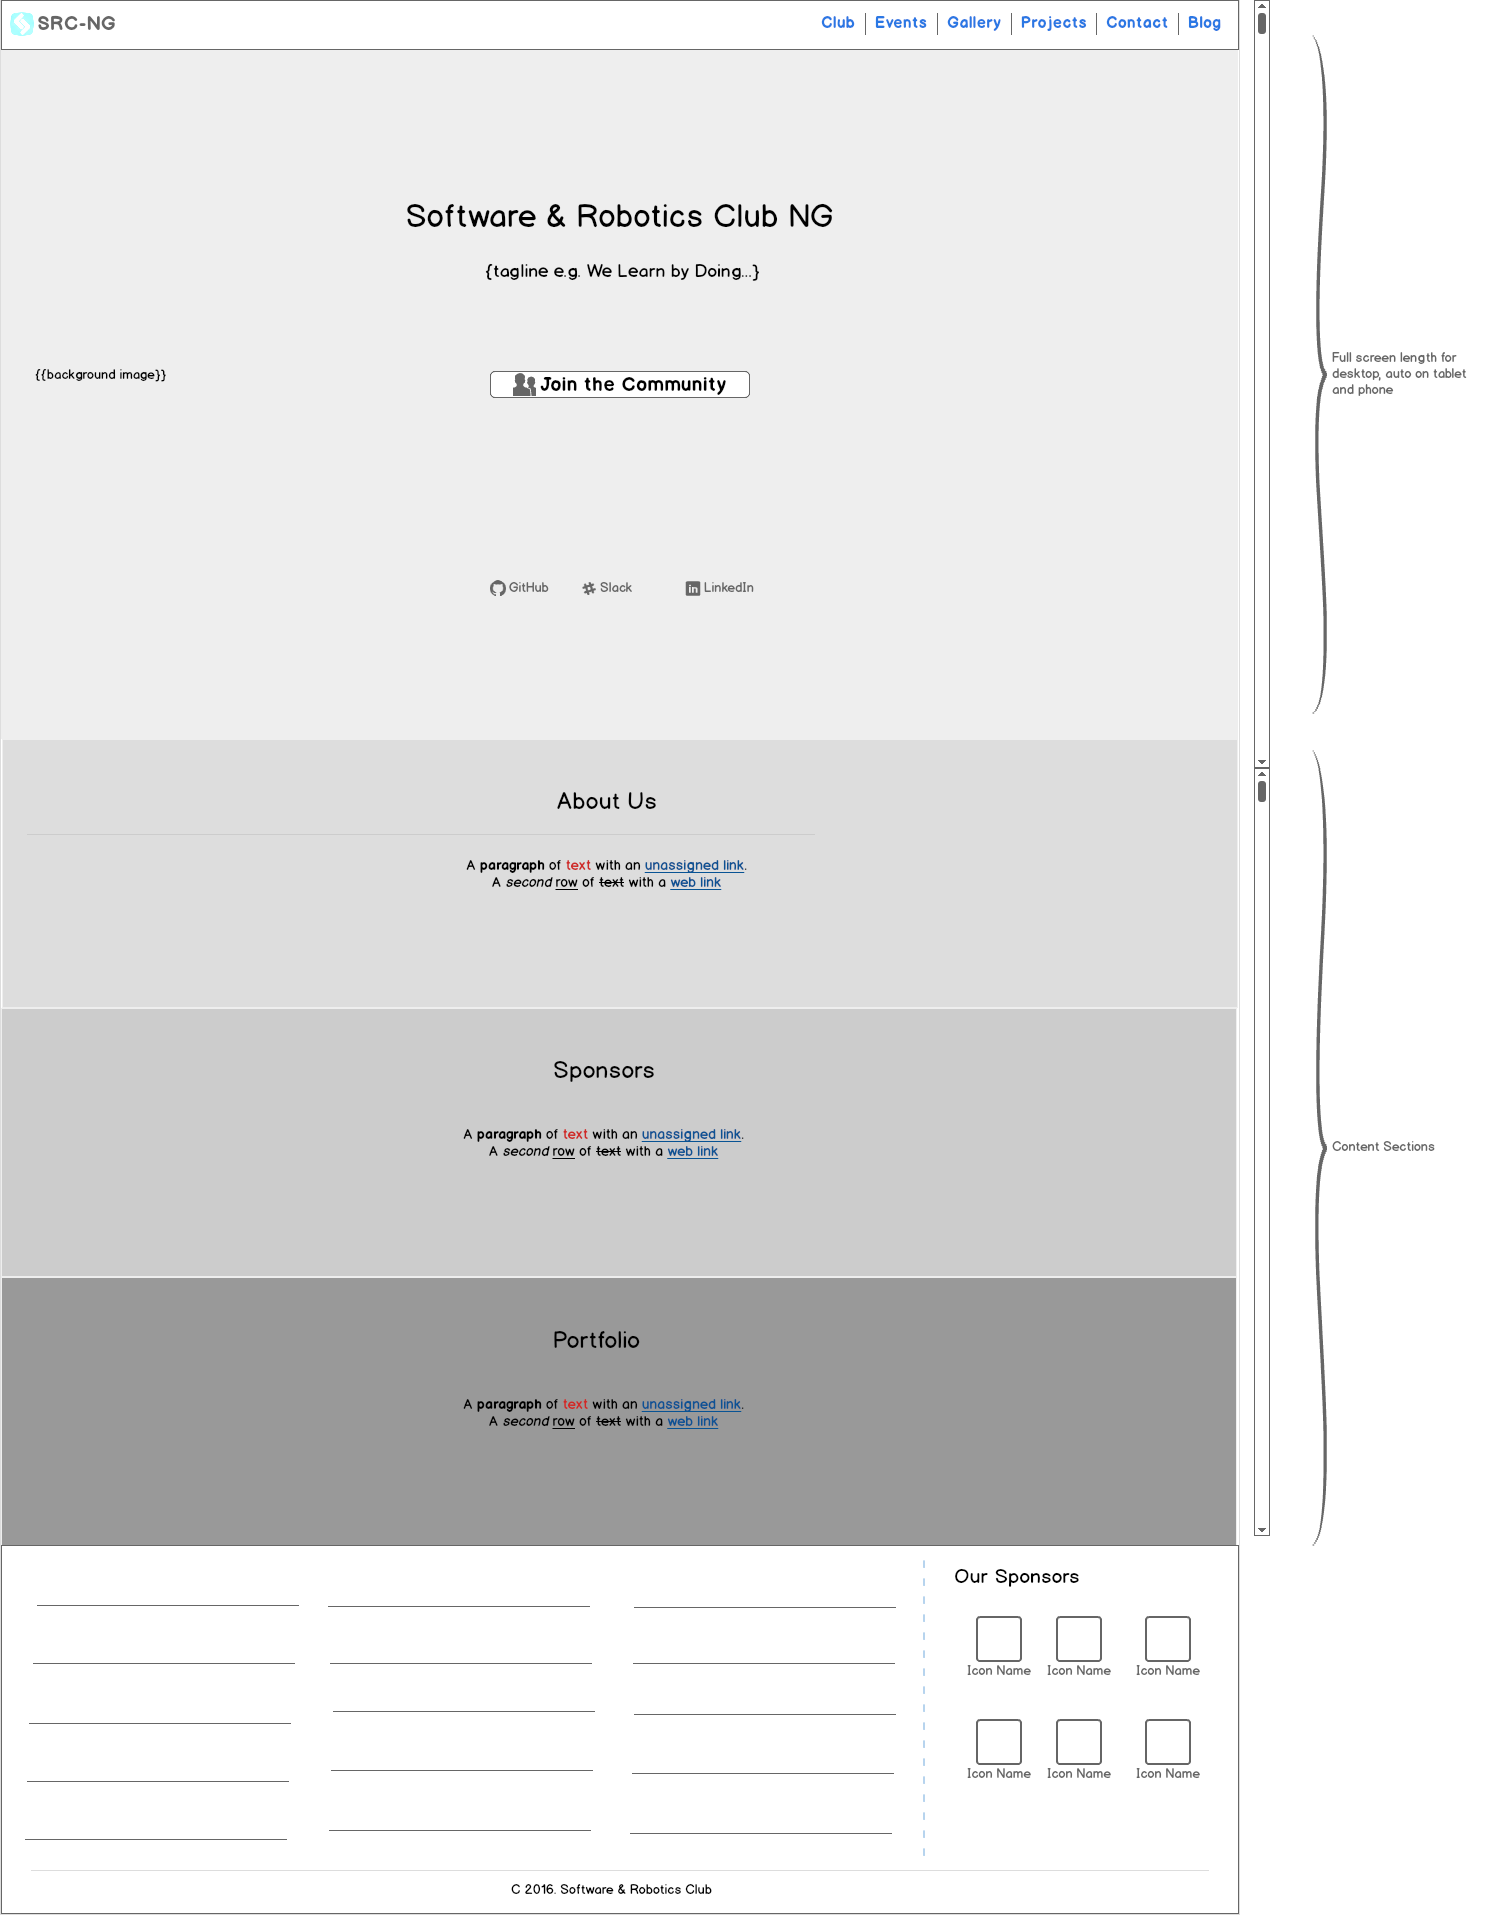 SRC-NG
Club Events Gallery Projects Contact Blog
Software & Robotics Club NG
{tagline e.g. We Learn by Doing...}
{{background image}}
Join the Community
Full screen length for
desktop, auto on tablet
and phone
GitHub Slack LinkedIn
About Us
A paragraph of text with an unassigned link.
A second row of text with a web link
Sponsors
A paragraph of text with an unassigned link.
A second row of text with a web link
Content Sections
Portfolio
A paragraph of text with an unassigned link.
A second row of text with a web link
Our Sponsors
Icon Name Icon Name Icon Name
Icon Name Icon Name Icon Name
C 2016. Software & Robotics Club